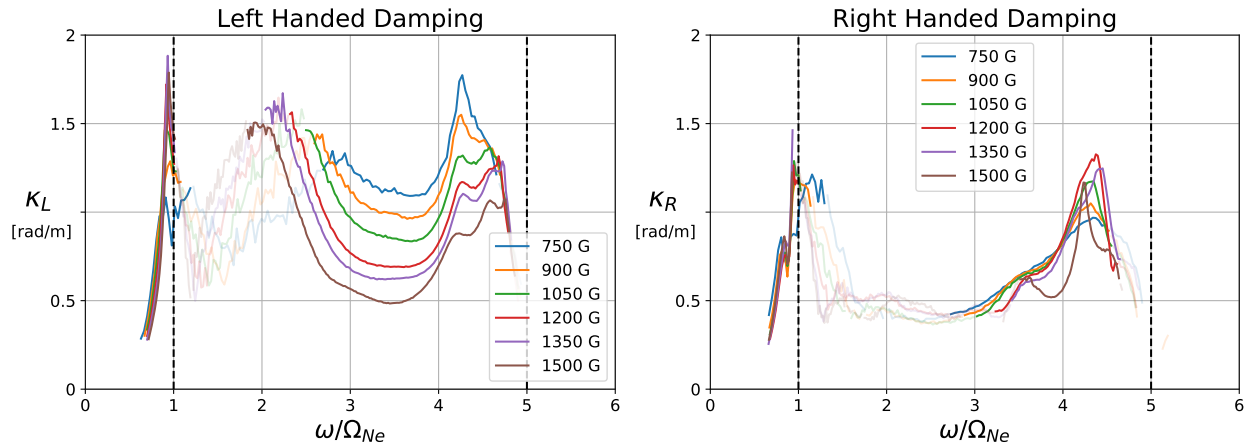 Left Handed Damping
2
1.5
κL
[rad/m]
0.5
0
0 1 2 3 4 5 6
ω/ΩNe
750 G
900 G
1050 G
1200 G
1350 G
1500 G
Right Handed Damping
2
1.5
κR
[rad/m]
0.5
0
0 1 2 3 4 5 6
ω/ΩNe
750 G
900 G
1050 G
1200 G
1350 G
1500 G